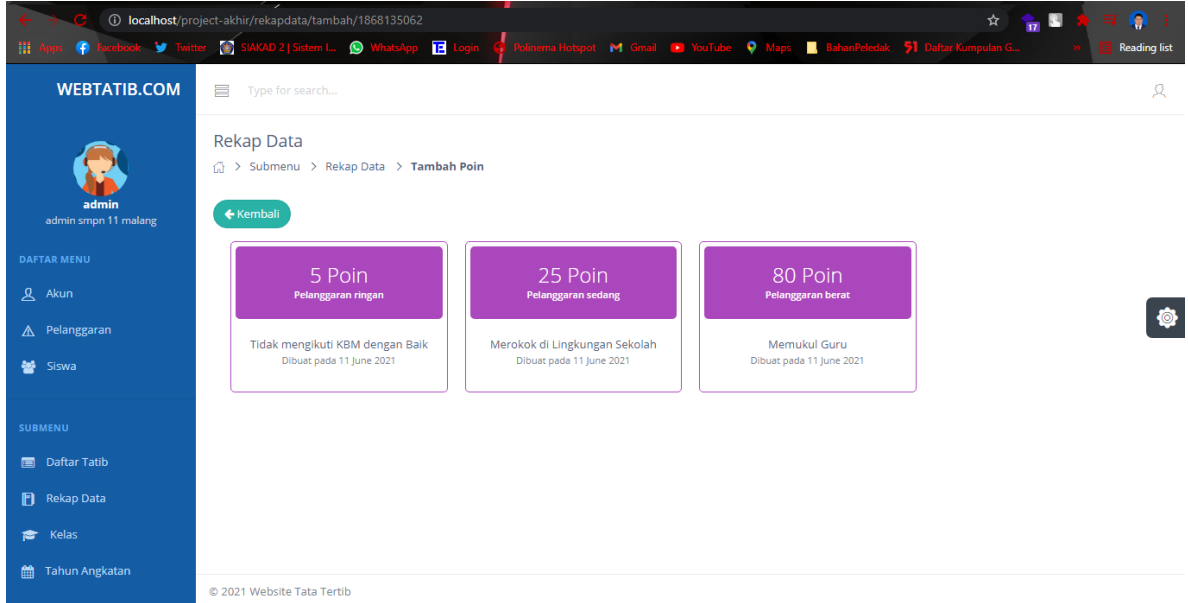 localhost/project-akhir/rekapdata/tambah/1868135062
17
Apps Facebook Twitter SIAKAD 2 | Sistem I... WhatsApp Login Polinema Hotspot Gmail YouTube Maps BahanPeledak Daftar Kumpulan G... » Reading list
WEBTATIB.COM
Type for search...
admin
admin smpn 11 malang
DAFTAR MENU
Akun
Pelanggaran
Siswa
SUBMENU
Daftar Tatib
Rekap Data
Kelas
Tahun Angkatan
Rekap Data
> Submenu > Rekap Data > Tambah Poin
Kembali
5 Poin
Pelanggaran ringan
Tidak mengikuti KBM dengan Baik
Dibuat pada 11 June 2021
25 Poin
Pelanggaran sedang
Merokok di Lingkungan Sekolah
Dibuat pada 11 June 2021
80 Poin
Pelanggaran berat
Memukul Guru
Dibuat pada 11 June 2021
© 2021 Website Tata Tertib